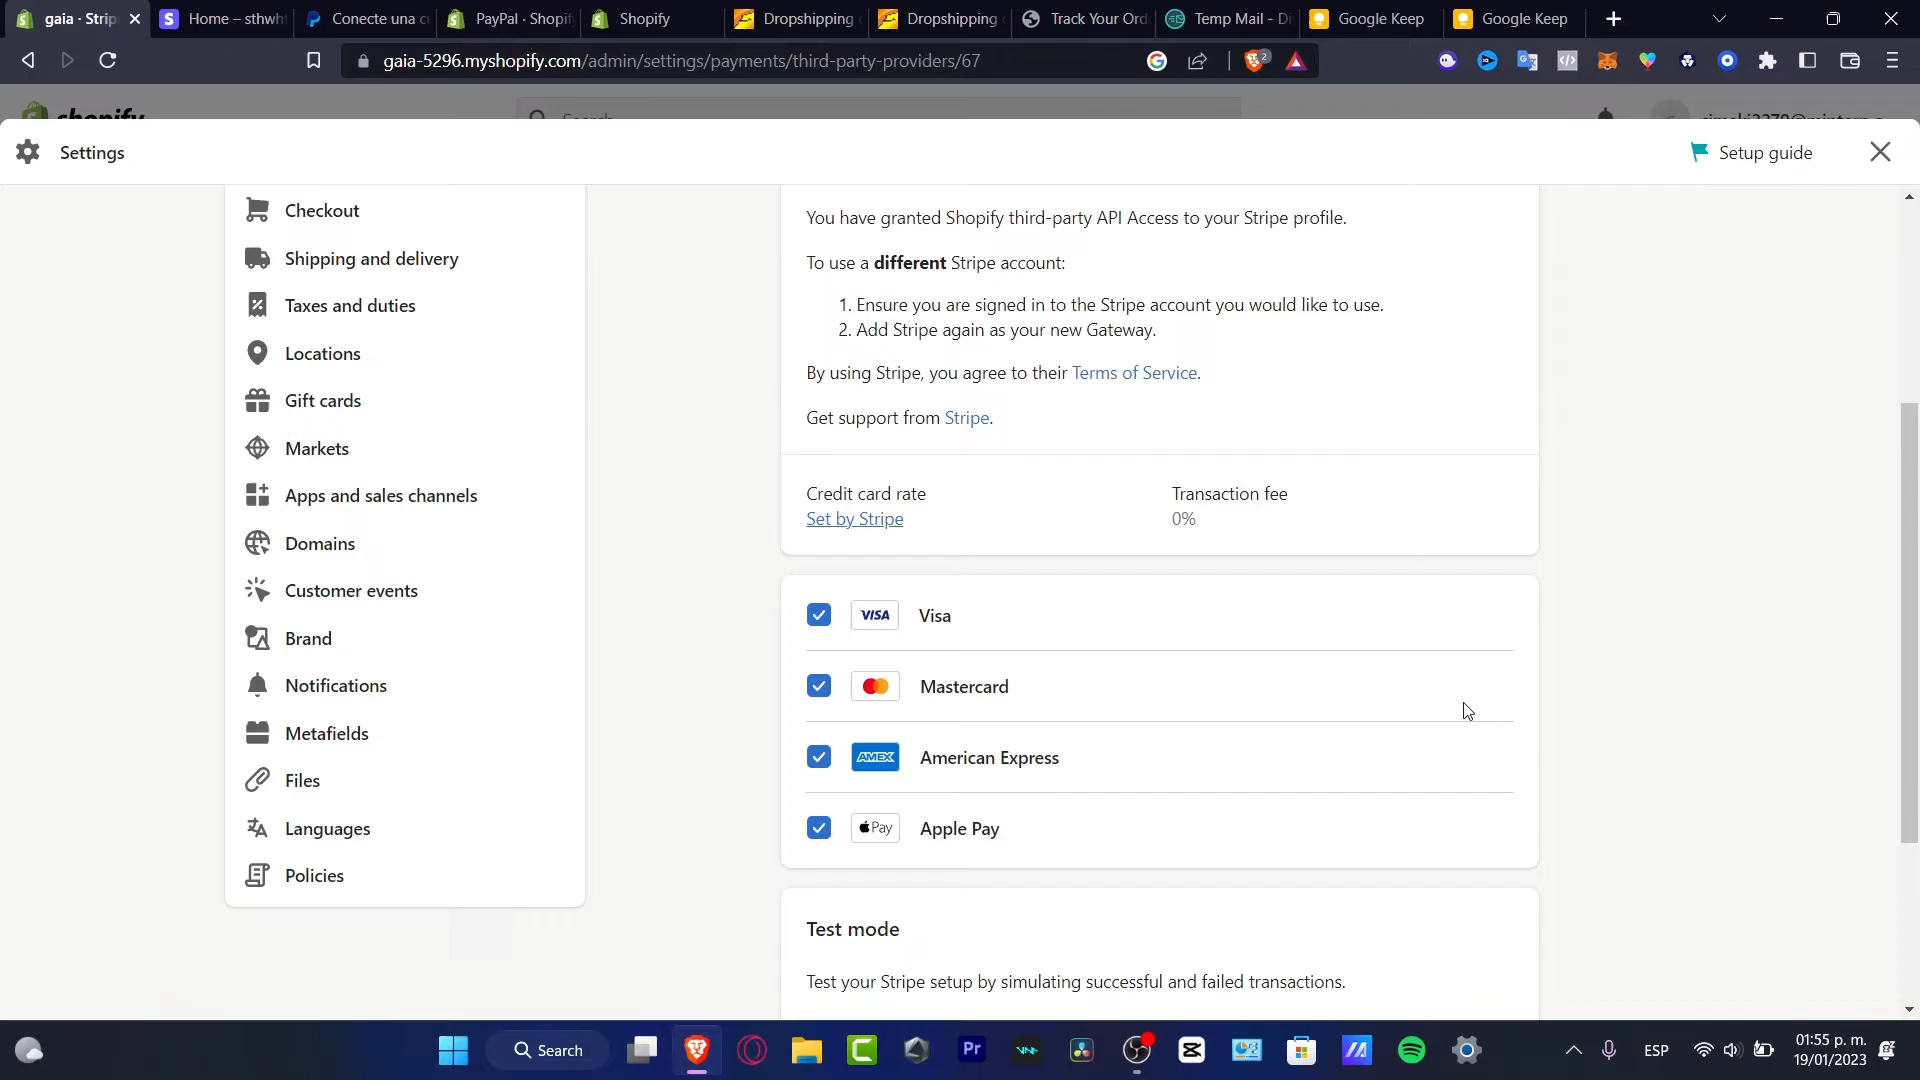 gaia · Strip
Home – sthwh
Conecte una cu
PayPal · Shopif
Shopify
Dropshipping
Dropshipping
Track Your Ord
Temp Mail - Di
Google Keep
Google Keep
gaia-5296.myshopify.com/admin/settings/payments/third-party-providers/67
2
shopify
Search
Settings
Setup guide
Checkout
Shipping and delivery
Taxes and duties
Locations
Gift cards
Markets
Apps and sales channels
Domains
Customer events
Brand
Notifications
Metafields
Files
Languages
Policies
You have granted Shopify third-party API Access to your Stripe profile.
To use a different Stripe account:
1. Ensure you are signed in to the Stripe account you would like to use.
2. Add Stripe again as your new Gateway.
By using Stripe, you agree to their Terms of Service.
Get support from Stripe.
Credit card rate
Transaction fee
Set by Stripe
0%
VISA Visa
Mastercard
AMEX American Express
Pay Apple Pay
Test mode
Test your Stripe setup by simulating successful and failed transactions.
Search
Pr
ESP
01:55 p. m.
19/01/2023